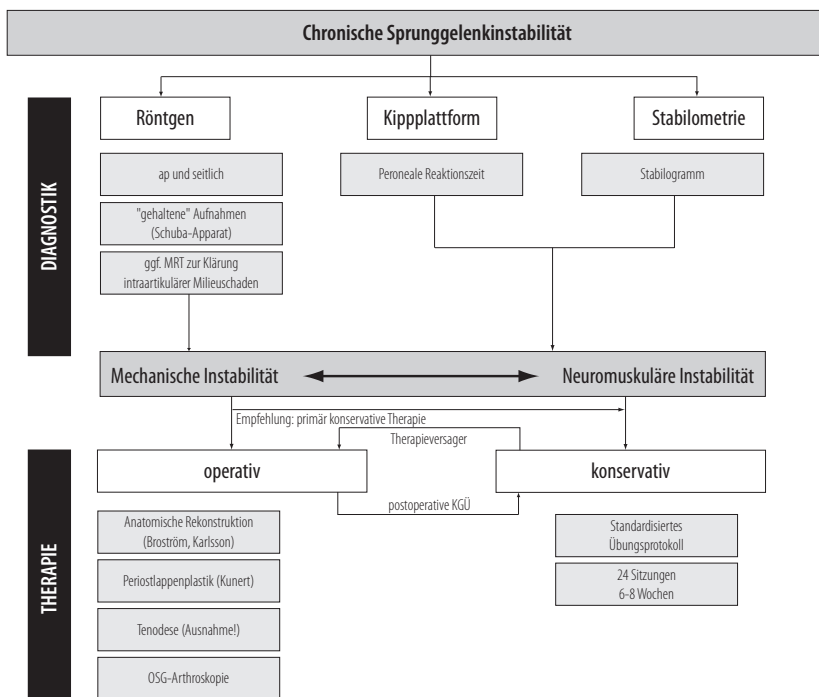 Chronische Sprunggelenkinstabilität
DIAGNOSTIK
Röntgen
Kippplattform
Stabilometrie
ap und seitlich
Peroneale Reaktionszeit
Stabilogramm
"gehaltene" Aufnahmen
(Schuba-Apparat)
ggf. MRT zur Klärung
intraartikulärer Milieuschaden
Mechanische Instabilität
Neuromuskuläre Instabilität
Empfehlung: primär konservative Therapie
Therapieversager
THERAPIE
operativ
konservativ
postoperative KGÜ
Anatomische Rekonstruktion
(Broström, Karlsson)
Periostlappenplastik (Kunert)
Tenodese (Ausnahme!)
OSG-Arthroskopie
Standardisiertes
Übungsprotokoll
24 Sitzungen
6-8 Wochen